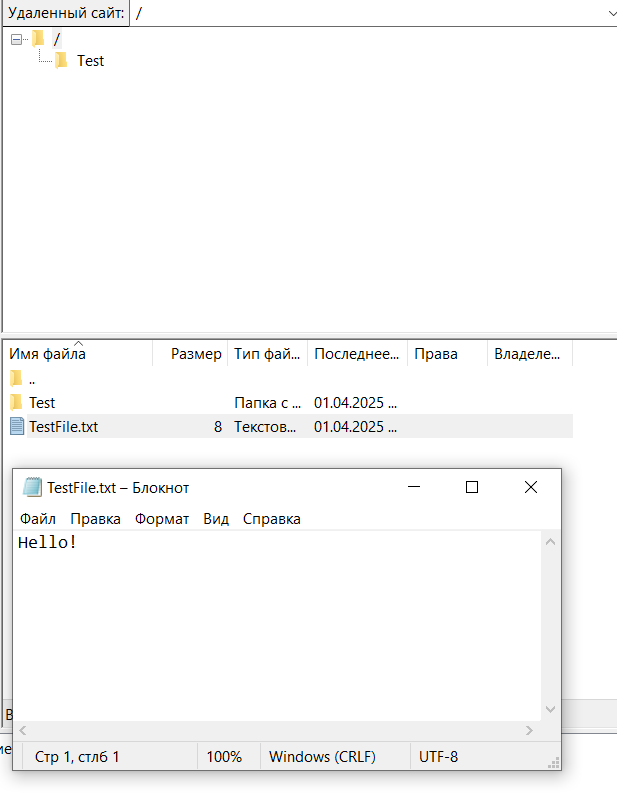 Удаленный сайт: /
/
Test
Имя файла Размер Тип фай... Последнее... Права Владеле...
..
Test Папка с ... 01.04.2025 ...
TestFile.txt 8 Текстов... 01.04.2025 ...
TestFile.txt – Блокнот
Файл Правка Формат Вид Справка
Hello!
Стр 1, стлб 1 100% Windows (CRLF) UTF-8